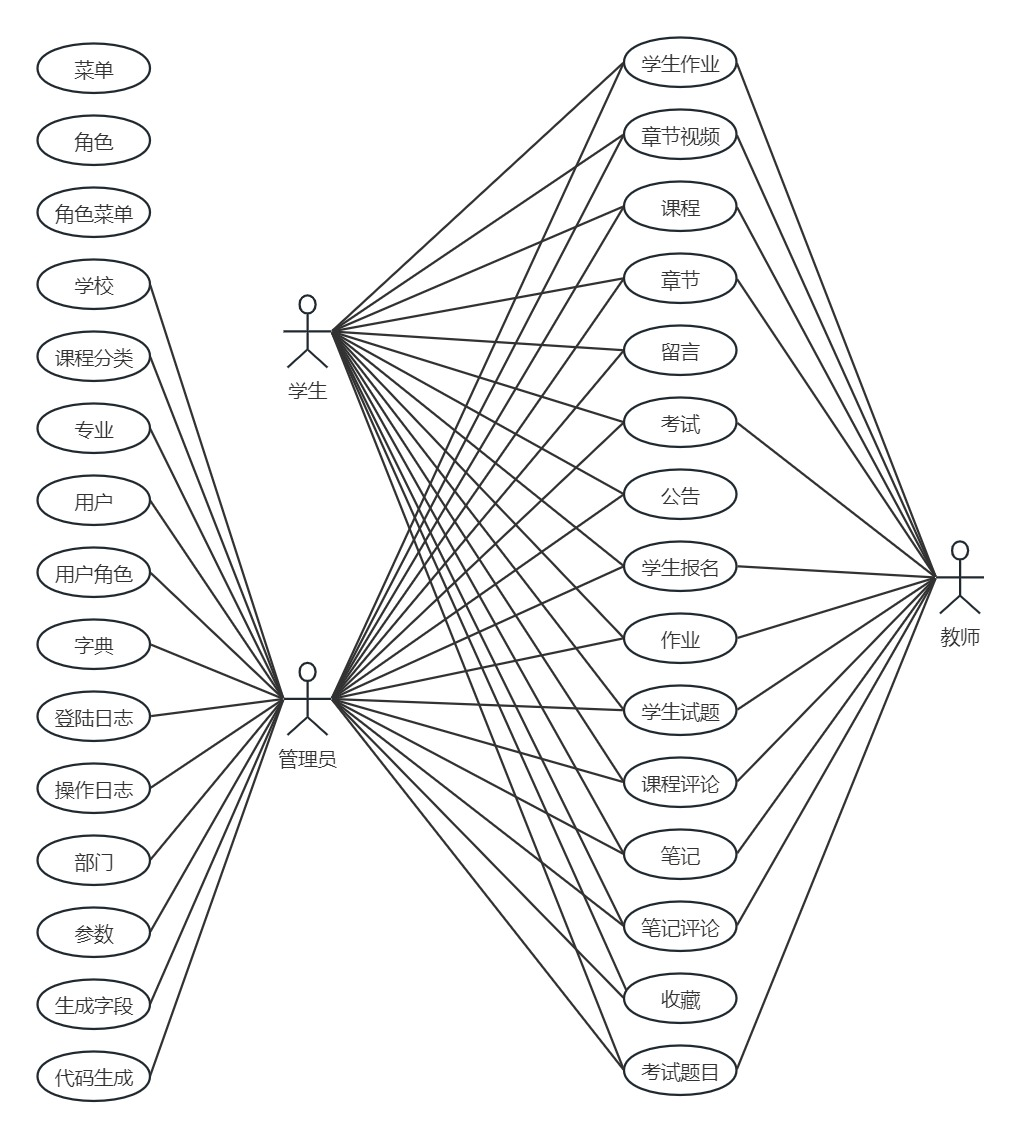 菜单
角色
角色菜单
学校
课程分类
专业
用户
用户角色
字典
登陆日志
操作日志
部门
参数
生成字段
代码生成
学生
管理员
学生作业
章节视频
课程
章节
留言
考试
公告
学生报名
作业
学生试题
课程评论
笔记
笔记评论
收藏
考试题目
教师